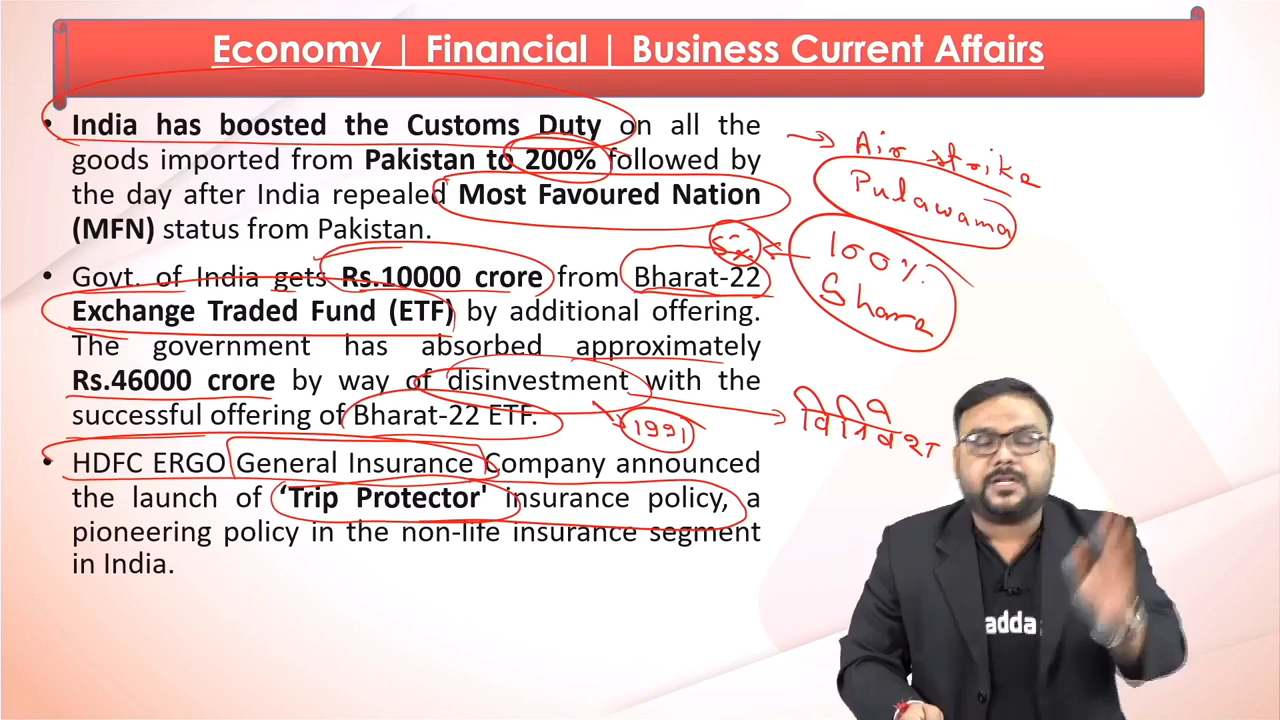 Economy | Financial | Business Current Affairs
• India has boosted the Customs Duty on all the
goods imported from Pakistan to 200% followed by
the day after India repealed Most Favoured Nation
(MFN) status from Pakistan.
• Govt. of India gets Rs.10000 crore from Bharat-22
Exchange Traded Fund (ETF) by additional offering.
The government has absorbed approximately
Rs.46000 crore by way of disinvestment with the
successful offering of Bharat-22 ETF.
• HDFC ERGO General Insurance Company announced
the launch of ‘Trip Protector' insurance policy, a
pioneering policy in the non-life insurance segment
in India.
→ Air strike
Pulawama
100%
Share
1991
adda